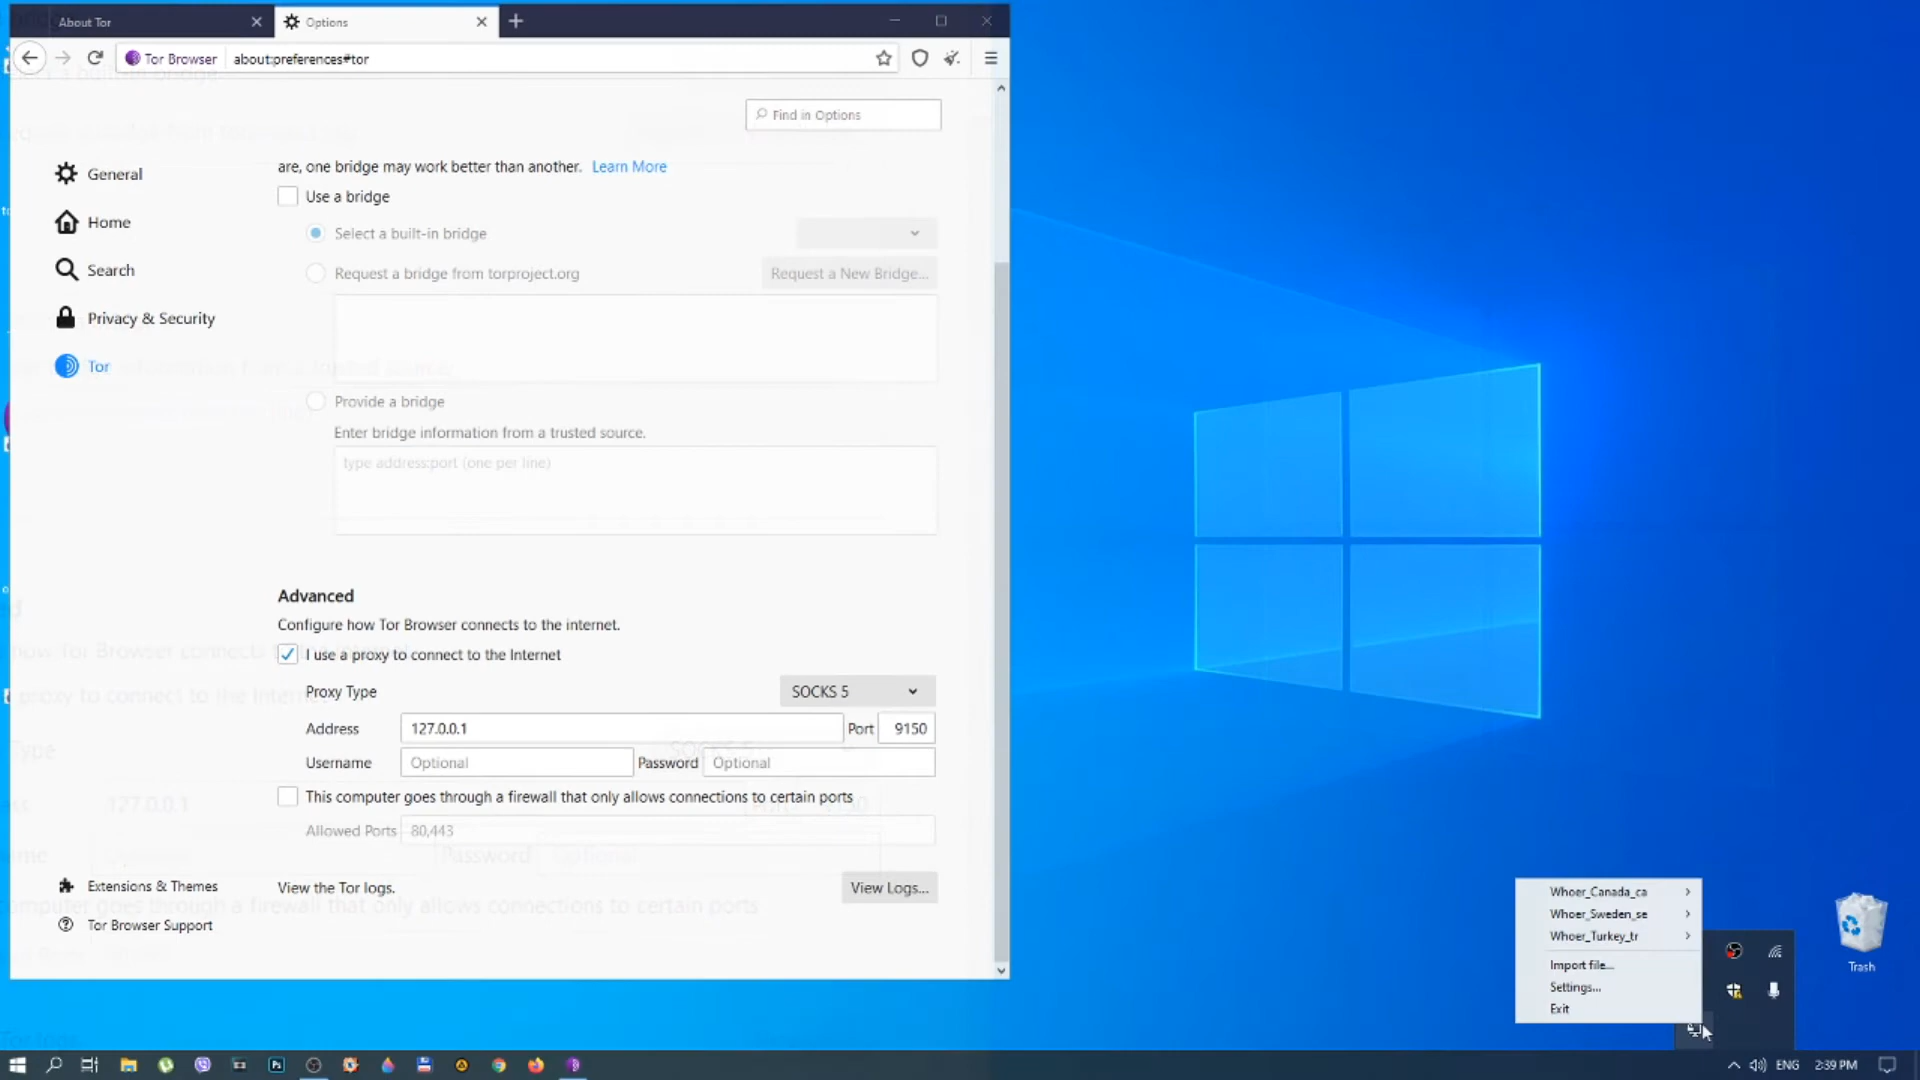 About Tor
Options
Tor Browser
about:preferences#tor
Find in Options
are, one bridge may work better than another. Learn More
General
Use a bridge
Home
Select a built-in bridge
Search
Request a bridge from torproject.org
Request a New Bridge...
Privacy & Security
Tor
Provide a bridge
Enter bridge information from a trusted source.
type address:port (one per line)
Advanced
Configure how Tor Browser connects to the internet.
I use a proxy to connect to the Internet
Proxy Type
SOCKS 5
Address
127.0.0.1
Port
9150
Username
Optional
Password
Optional
This computer goes through a firewall that only allows connections to certain ports
Allowed Ports
80,443
Extensions & Themes
View the Tor logs.
View Logs...
Tor Browser Support
Whoer_Canada_ca
Whoer_Sweden_se
Whoer_Turkey_tr
Import file...
Settings...
Exit
Trash
ENG
2:39 PM